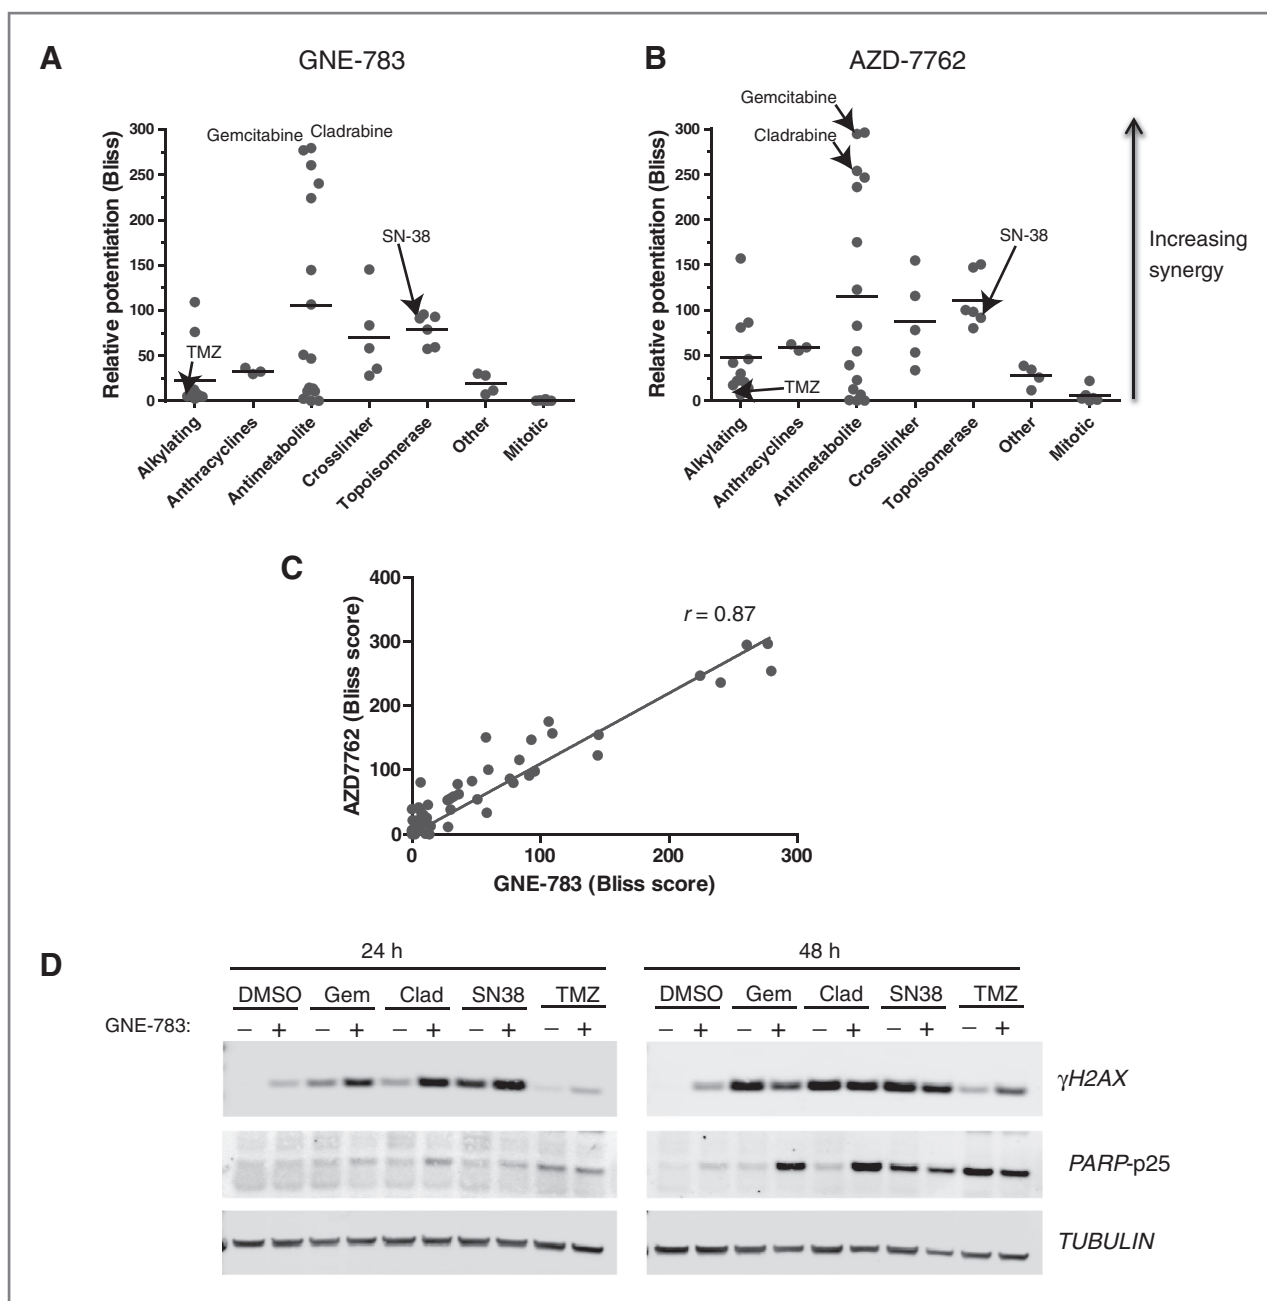 A
GNE-783
Relative potentiation (Bliss)
300
250
200
150
100
50
0
Gemcitabine
Cladrabine
SN-38
TMZ
Alkylating
Anthracyclines
Antimetabolite
Crosslinker
Topoisomerase
Other
Mitotic
B
AZD-7762
Relative potentiation (Bliss)
300
250
200
150
100
50
0
Gemcitabine
Cladrabine
SN-38
TMZ
Alkylating
Anthracyclines
Antimetabolite
Crosslinker
Topoisomerase
Other
Mitotic
Increasing
synergy
C
AZD7762 (Bliss score)
400
300
200
100
0
r = 0.87
0 100 200 300
GNE-783 (Bliss score)
D
24 h 48 h
DMSO Gem Clad SN38 TMZ DMSO Gem Clad SN38 TMZ
GNE-783: – + – + – + – + – + – + – + – + – + – +
γH2AX
PARP-p25
TUBULIN